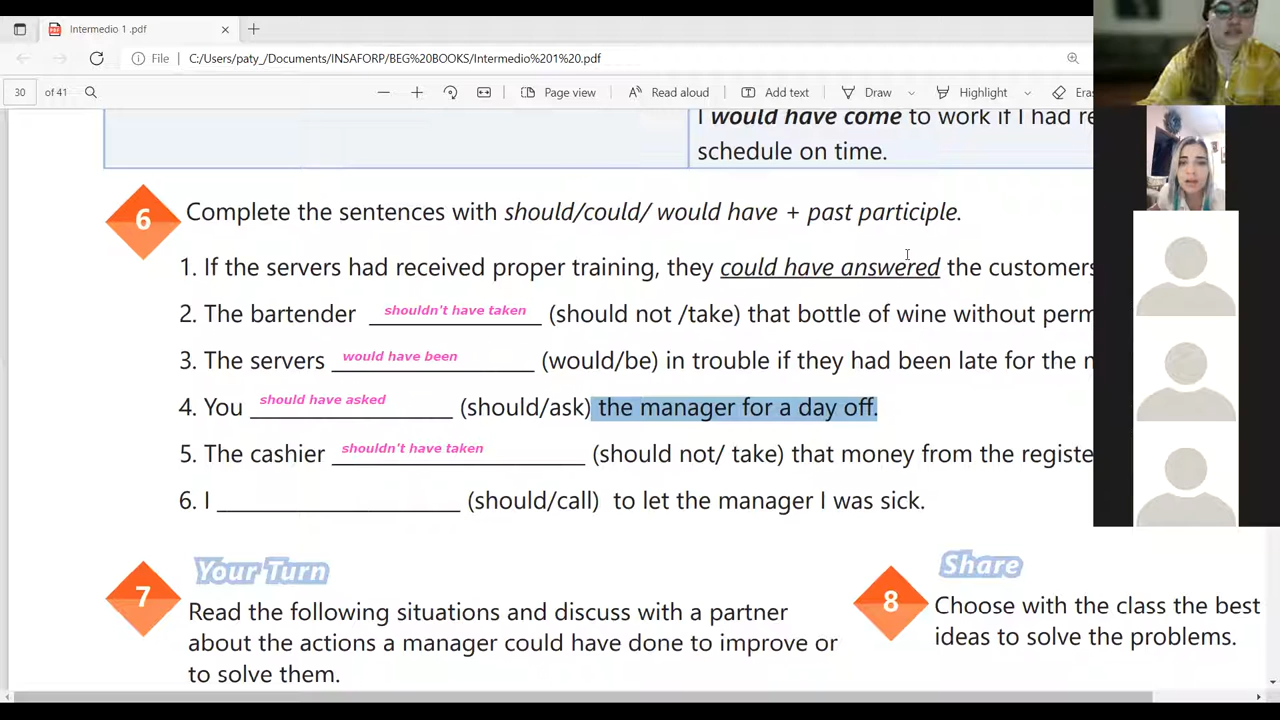 Intermedio 1 .pdf
File C:/Users/paty_/Documents/INSAFORP/BEG%20BOOKS/Intermedio%201%20.pdf
30 of 41 Page view Read aloud Add text Draw Highlight Eras
I would have come to work if I had re
schedule on time.
6 Complete the sentences with should/could/ would have + past participle.
1. If the servers had received proper training, they could have answered the customers
2. The bartender shouldn't have taken (should not /take) that bottle of wine without perm
3. The servers would have been (would/be) in trouble if they had been late for the m
4. You should have asked (should/ask) the manager for a day off.
5. The cashier shouldn't have taken (should not/ take) that money from the registe
6. I ____________________ (should/call) to let the manager I was sick.
Your Turn
7 Read the following situations and discuss with a partner
about the actions a manager could have done to improve or
to solve them.
Share
8 Choose with the class the best
ideas to solve the problems.